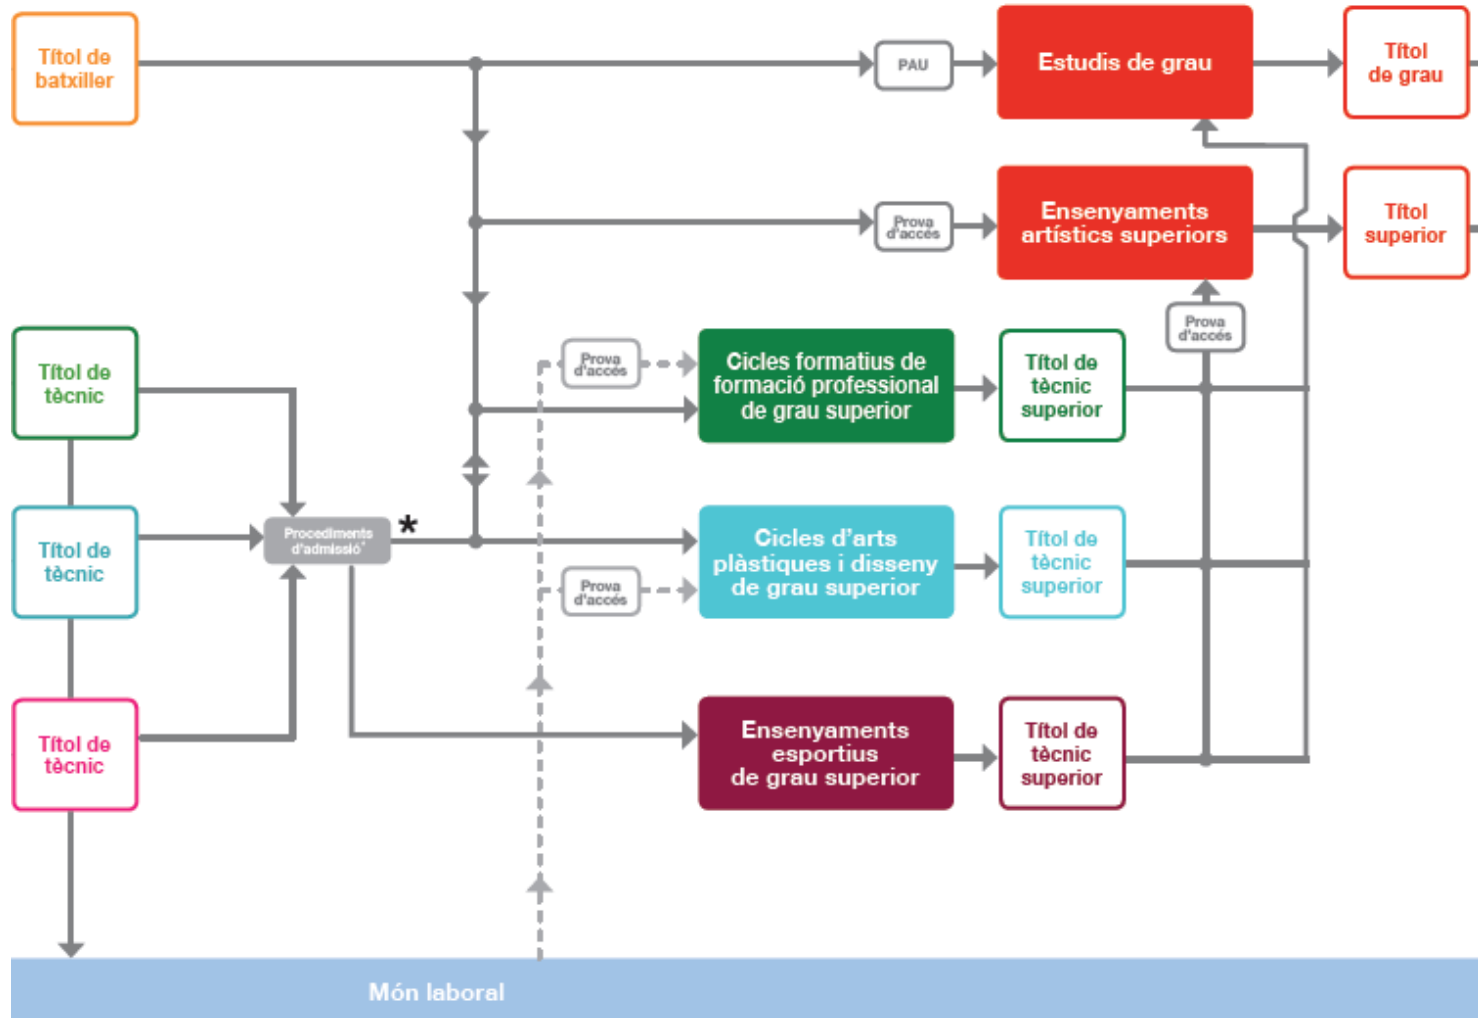 Títol de
batxiller
PAU
Estudis de grau
Títol
de grau
Prova
d'accés
Ensenyaments
artístics superiors
Títol
superior
Prova
d'accés
Títol de
tècnic
Prova
d'accés
Cicles formatius de
formació professional
de grau superior
Títol de
tècnic
superior
Títol de
tècnic
Procediments
d'admissió*
*
Cicles d'arts
plàstiques i disseny
de grau superior
Títol de
tècnic
superior
Prova
d'accés
Títol de
tècnic
Ensenyaments
esportius
de grau superior
Títol de
tècnic
superior
Món laboral